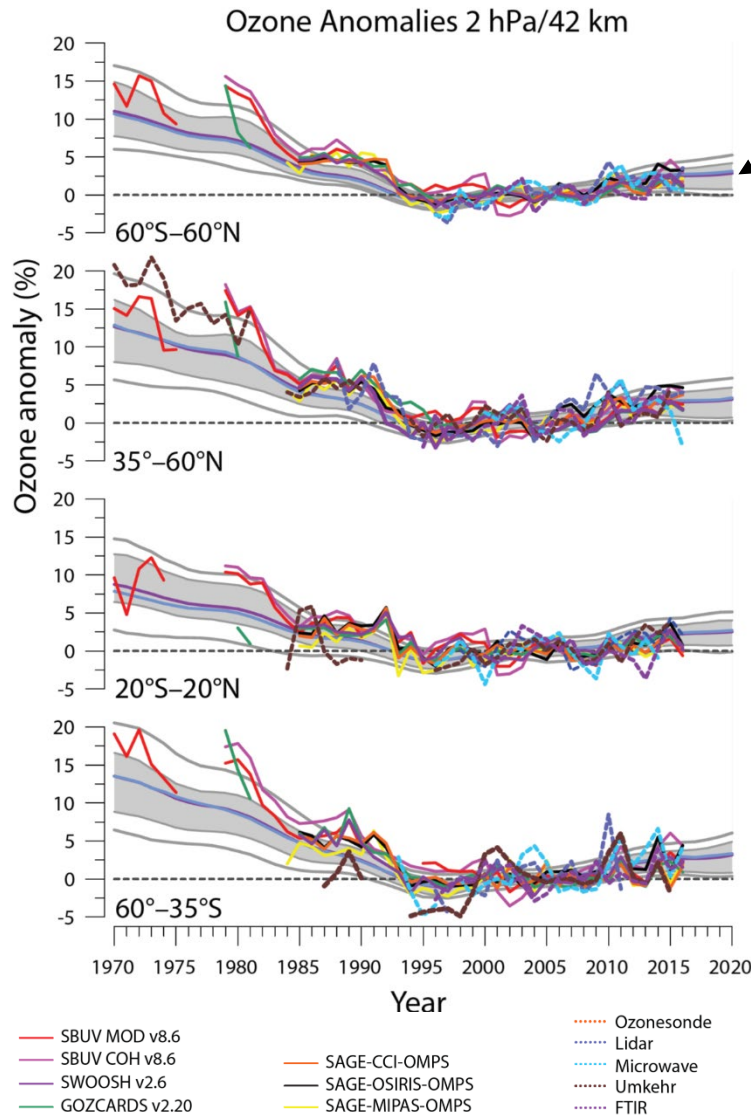 Ozone Anomalies 2 hPa/42 km
Ozone anomaly (%)
20
15
10
5
0
-5
60°S–60°N
20
15
10
5
0
-5
35°–60°N
20
15
10
5
0
-5
20°S–20°N
20
15
10
5
0
-5
60°–35°S
1970 1975 1980 1985 1990 1995 2000 2005 2010 2015 2020
Year
SBUV MOD v8.6
SBUV COH v8.6
SWOOSH v2.6
GOZCARDS v2.20
SAGE-CCI-OMPS
SAGE-OSIRIS-OMPS
SAGE-MIPAS-OMPS
Ozonesonde
Lidar
Microwave
Umkehr
FTIR